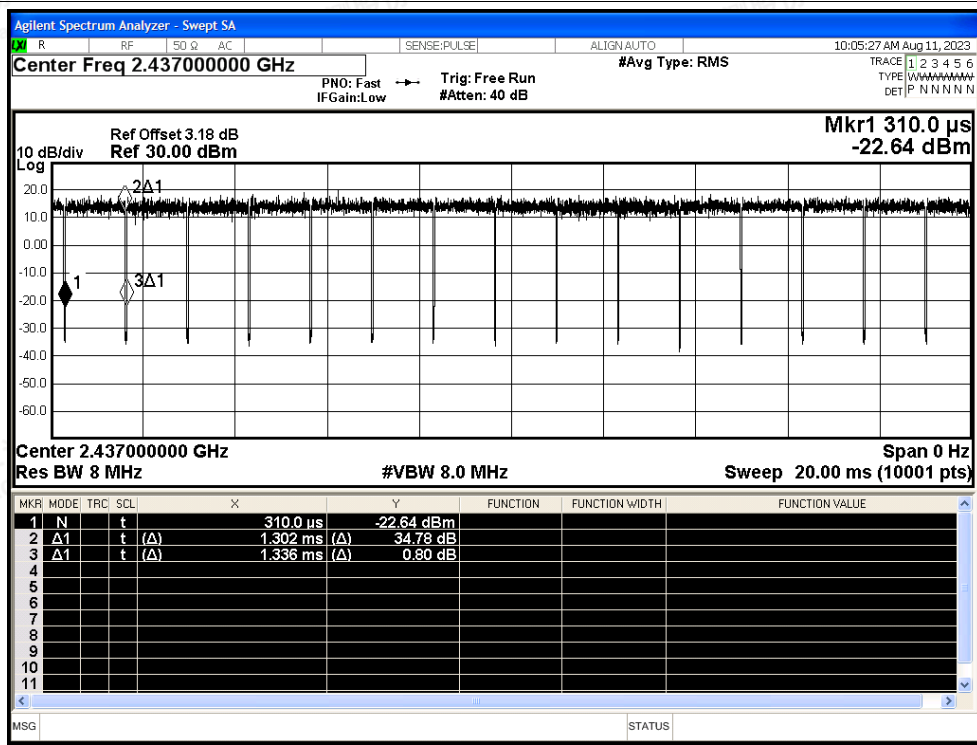 Agilent Spectrum Analyzer - Swept SA
LXI R RF 50 Ω AC SENSE:PULSE ALIGN AUTO 10:05:27 AM Aug 11, 2023
Center Freq 2.437000000 GHz #Avg Type: RMS TRACE 1 2 3 4 5 6
PNO: Fast Trig: Free Run TYPE WWWWWW
IFGain:Low #Atten: 40 dB DET P N N N N N
Mkr1 310.0 µs
Ref Offset 3.18 dB
10 dB/div Ref 30.00 dBm -22.64 dBm
Log
20.0
2Δ1
10.0
0.00
-10.0
1 3Δ1
-20.0
-30.0
-40.0
-50.0
-60.0
Center 2.437000000 GHz Span 0 Hz
Res BW 8 MHz #VBW 8.0 MHz Sweep 20.00 ms (10001 pts)
MKR MODE TRC SCL X Y FUNCTION FUNCTION WIDTH FUNCTION VALUE
1 N t 310.0 µs -22.64 dBm
2 Δ1 t (Δ) 1.302 ms (Δ) 34.78 dB
3 Δ1 t (Δ) 1.336 ms (Δ) 0.80 dB
4
5
6
7
8
9
10
11
MSG STATUS